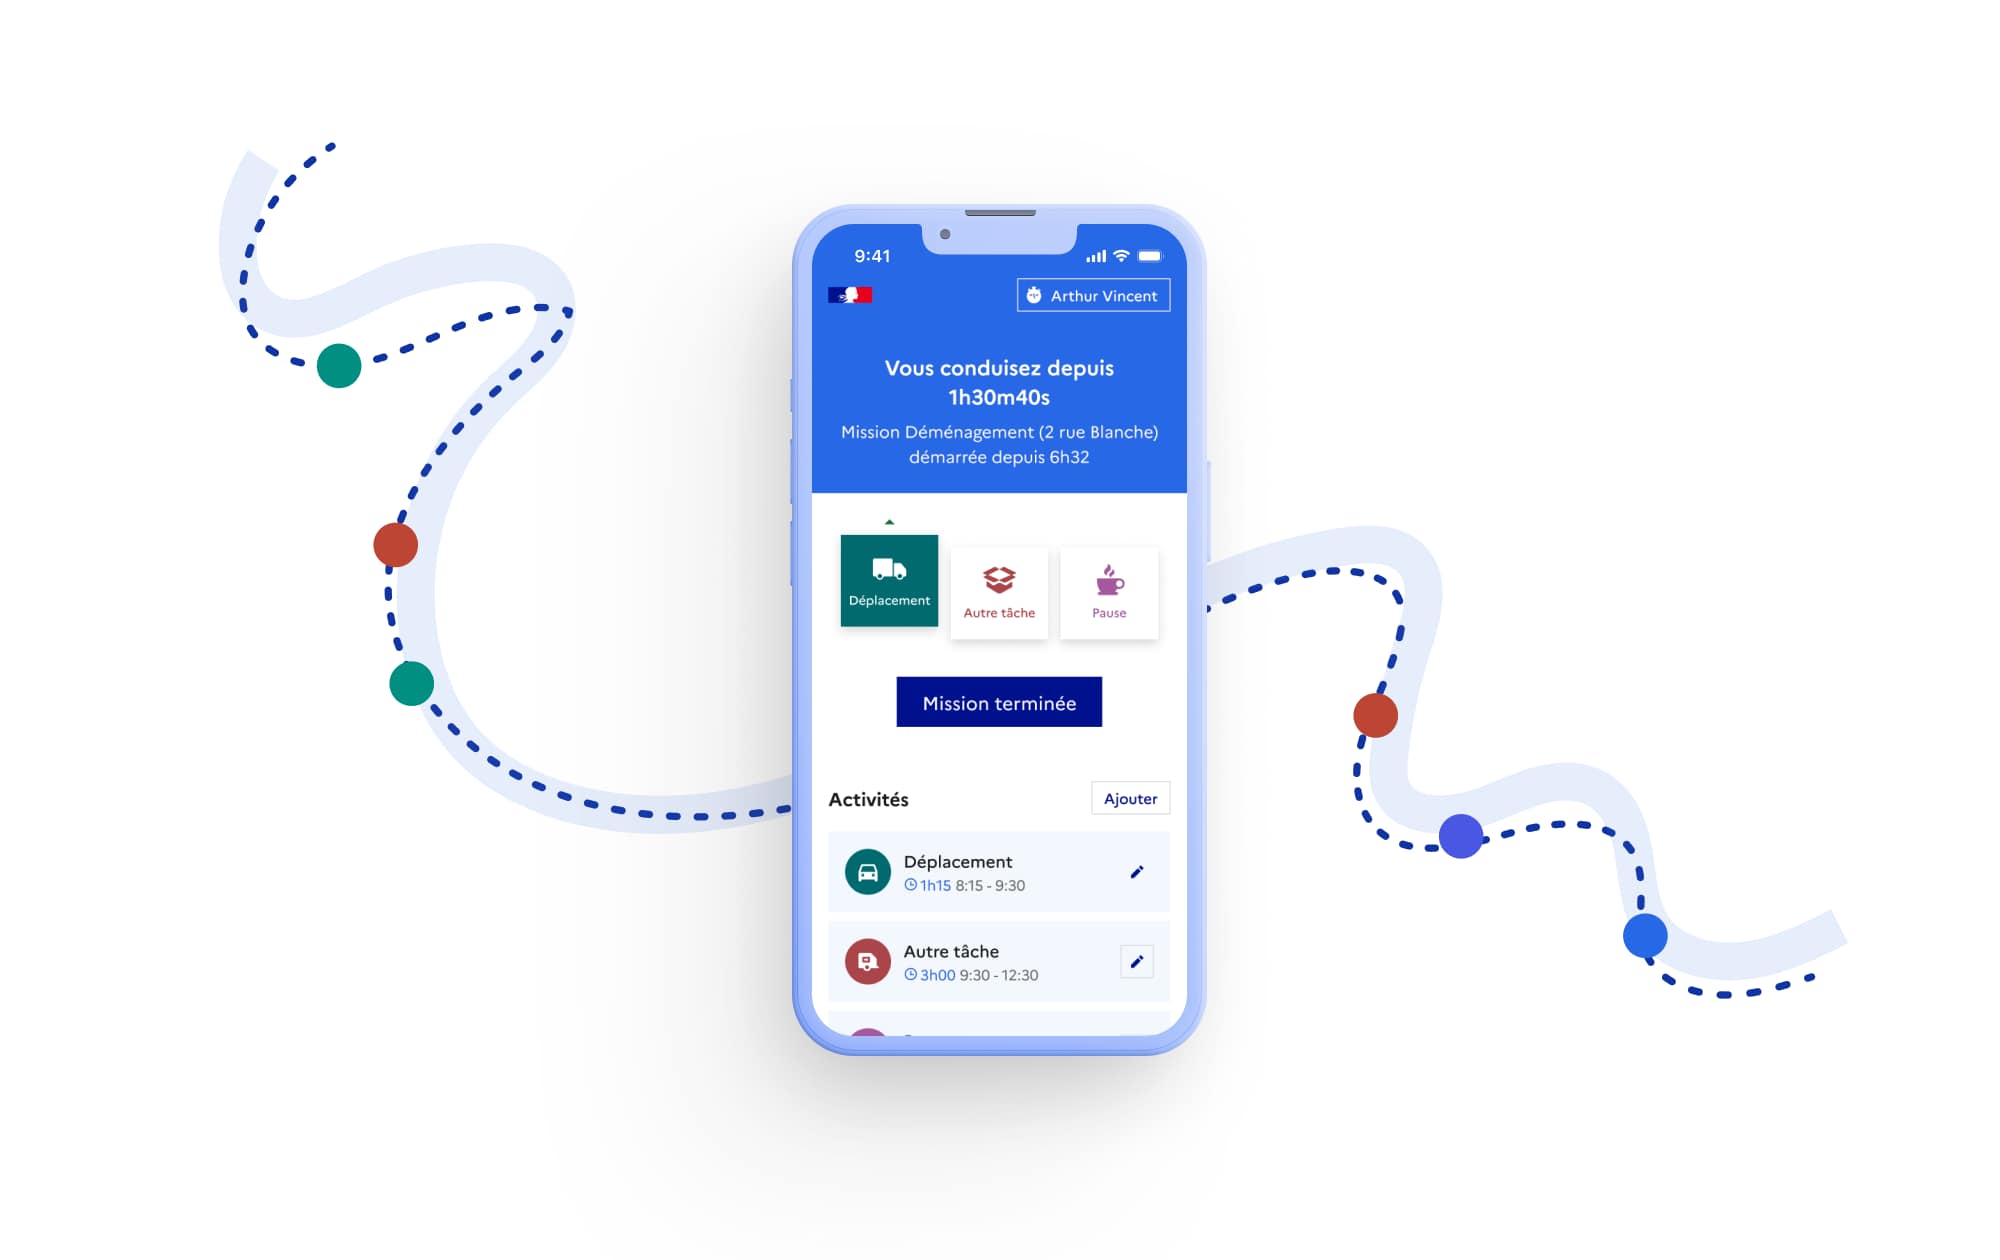 9:41
Arthur Vincent
Vous conduisez depuis
1h30m40s
Mission Déménagement (2 rue Blanche)
démarrée depuis 6h32
Déplacement
Autre tâche
Pause
Mission terminée
Activités
Ajouter
Déplacement
1h15 8:15 - 9:30
Autre tâche
3h00 9:30 - 12:30